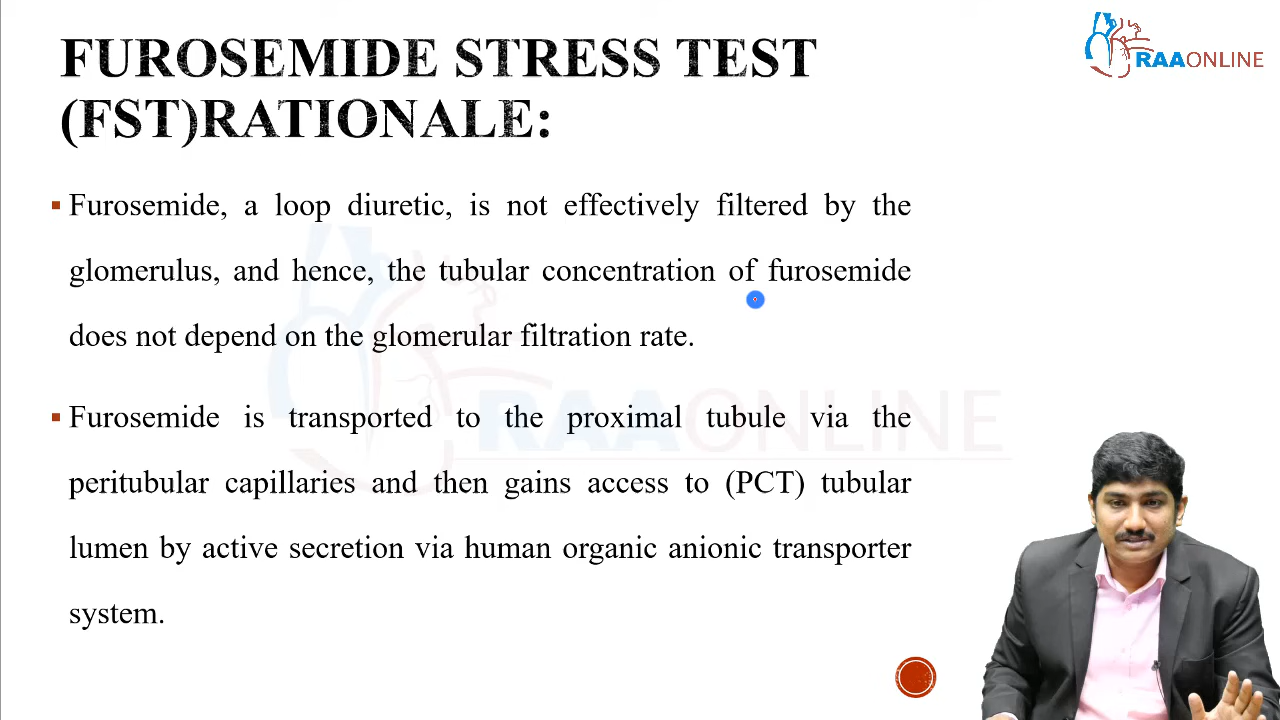 FUROSEMIDE STRESS TEST
(FST)RATIONALE:
RAAONLINE
Furosemide, a loop diuretic, is not effectively filtered by the
glomerulus, and hence, the tubular concentration of furosemide
does not depend on the glomerular filtration rate.
Furosemide is transported to the proximal tubule via the
RAAONLINE
peritubular capillaries and then gains access to (PCT) tubular
lumen by active secretion via human organic anionic transporter
system.